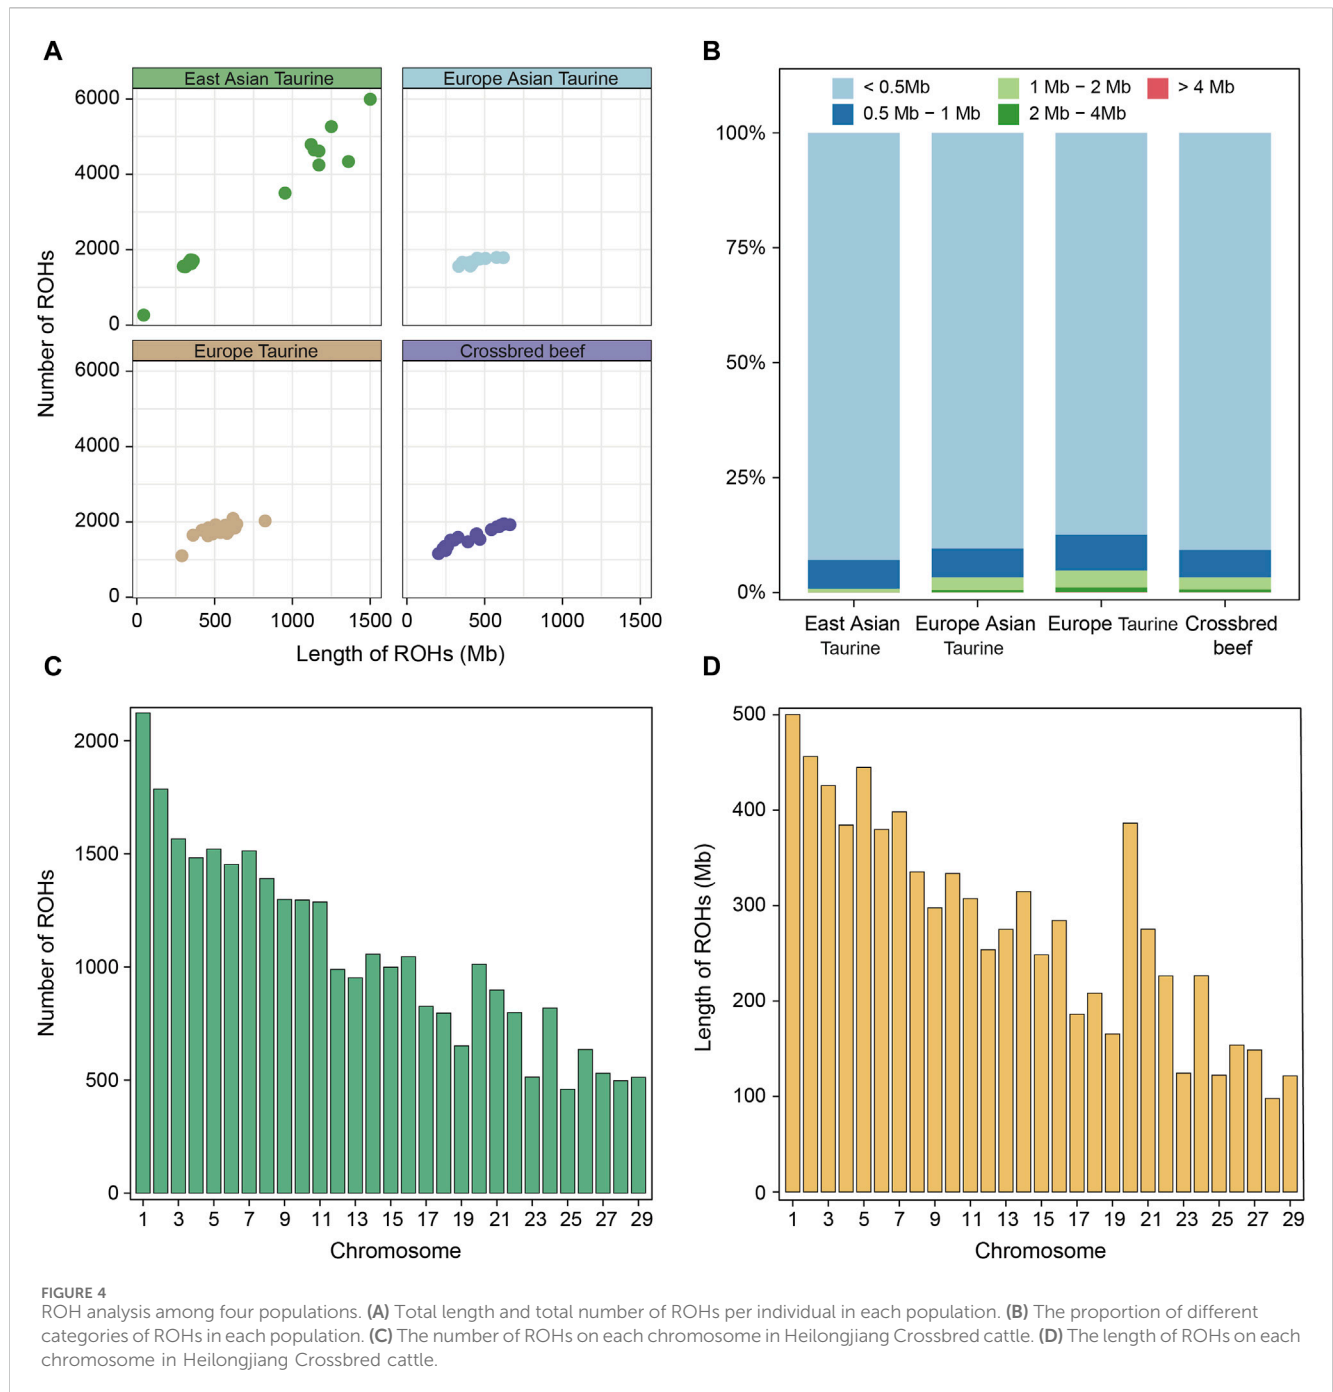 A
East Asian Taurine
Europe Asian Taurine
6000
4000
2000
0
Europe Taurine
Crossbred beef
6000
4000
2000
0
0 500 1000 1500 0 500 1000 1500
Number of ROHs
Length of ROHs (Mb)
B
< 0.5Mb 1 Mb − 2 Mb > 4 Mb
0.5 Mb − 1 Mb 2 Mb − 4Mb
100%
75%
50%
25%
0%
East Asian Taurine
Europe Asian Taurine
Europe Taurine
Crossbred beef
C
Number of ROHs
2000
1500
1000
500
0
1 3 5 7 9 11 13 15 17 19 21 23 25 27 29
Chromosome
D
Length of ROHs (Mb)
500
400
300
200
100
0
1 3 5 7 9 11 13 15 17 19 21 23 25 27 29
Chromosome
FIGURE 4
ROH analysis among four populations. (A) Total length and total number of ROHs per individual in each population. (B) The proportion of different
categories of ROHs in each population. (C) The number of ROHs on each chromosome in Heilongjiang Crossbred cattle. (D) The length of ROHs on each
chromosome in Heilongjiang Crossbred cattle.